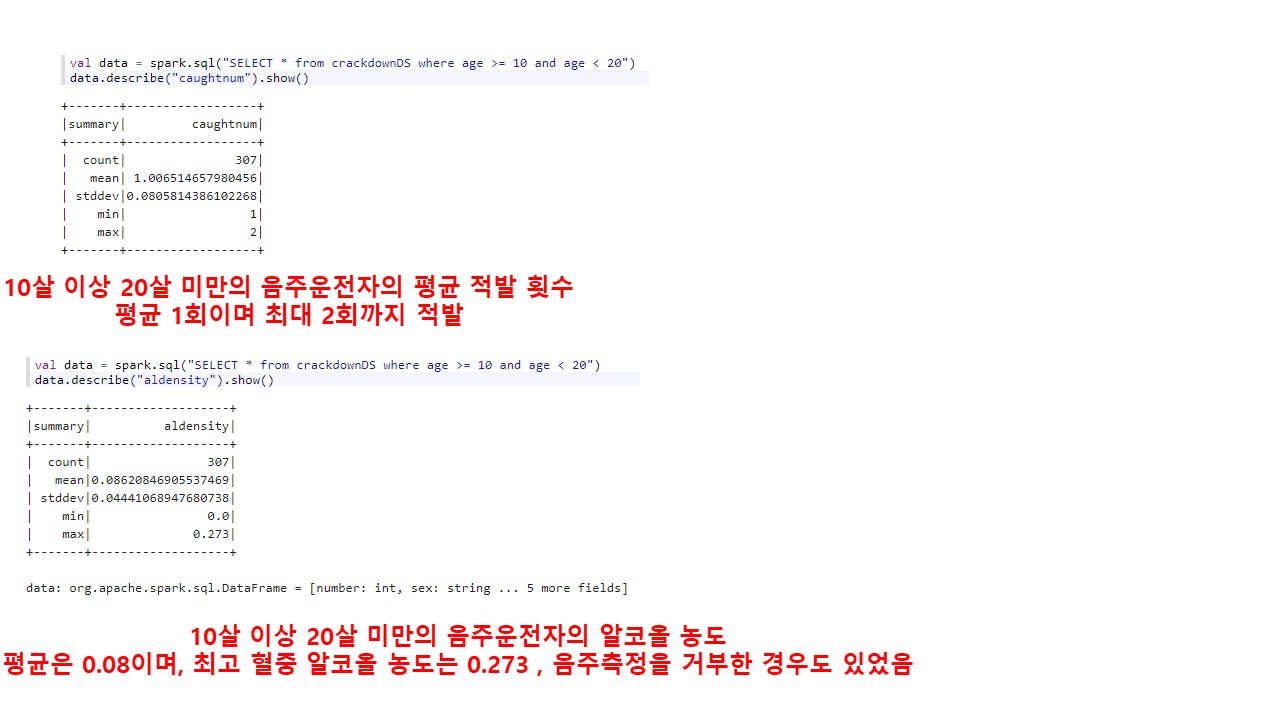 val data = spark.sql("SELECT * from crackdownDS where age >= 10 and age < 20")
data.describe("caughtnum").show()
+-------+------------------+
|summary|         caughtnum|
+-------+------------------+
|  count|               307|
|   mean| 1.006514657980456|
| stddev|0.0805814386102268|
|    min|                 1|
|    max|                 2|
+-------+------------------+
10살 이상 20살 미만의 음주운전자의 평균 적발 횟수
평균 1회이며 최대 2회까지 적발
val data = spark.sql("SELECT * from crackdownDS where age >= 10 and age < 20")
data.describe("aldensity").show()
+-------+-------------------+
|summary|          aldensity|
+-------+-------------------+
|  count|                307|
|   mean|0.08620846905537469|
| stddev|0.04441068947680738|
|    min|                0.0|
|    max|              0.273|
+-------+-------------------+
data: org.apache.spark.sql.DataFrame = [number: int, sex: string ... 5 more fields]
10살 이상 20살 미만의 음주운전자의 알코올 농도
평균은 0.08이며, 최고 혈중 알코올 농도는 0.273 , 음주측정을 거부한 경우도 있었음